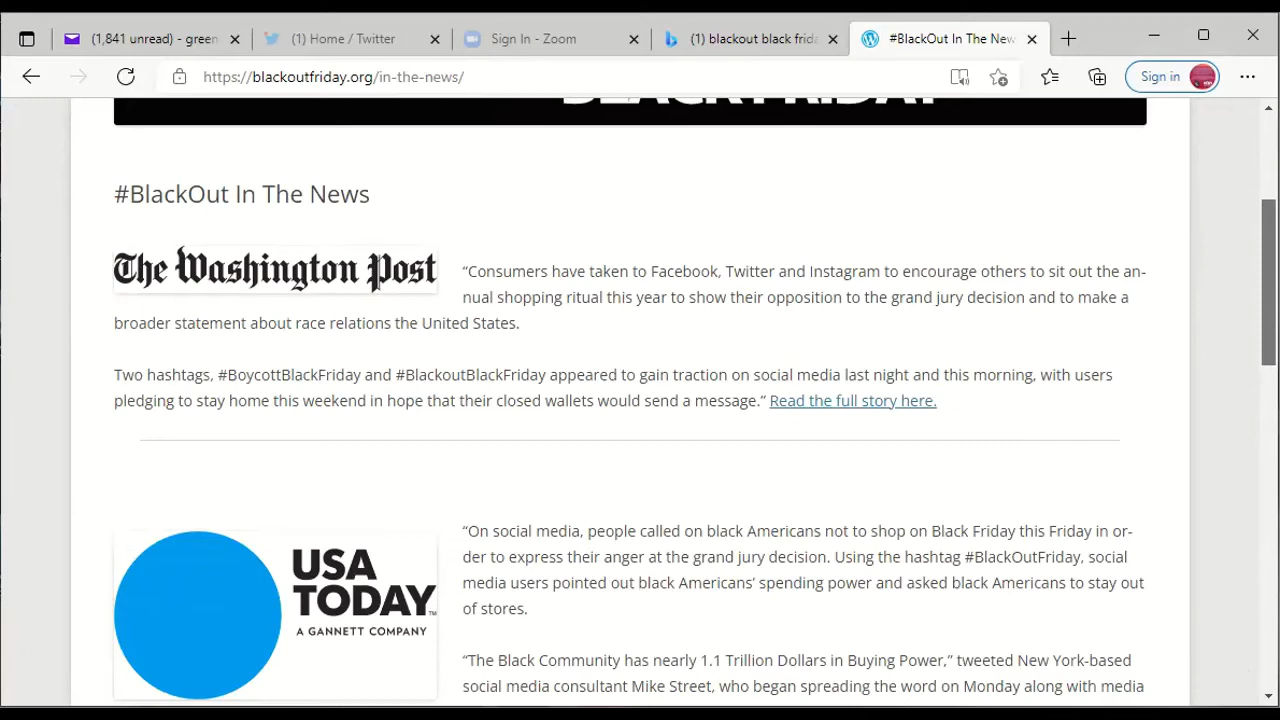 (1,841 unread) - green
(1) Home / Twitter
Sign In - Zoom
(1) blackout black frida
#BlackOut In The New
https://blackoutfriday.org/in-the-news/
Sign in
BLACK FRIDAY
#BlackOut In The News
The Washington Post
“Consumers have taken to Facebook, Twitter and Instagram to encourage others to sit out the an-
nual shopping ritual this year to show their opposition to the grand jury decision and to make a
broader statement about race relations the United States.
Two hashtags, #BoycottBlackFriday and #BlackoutBlackFriday appeared to gain traction on social media last night and this morning, with users
pledging to stay home this weekend in hope that their closed wallets would send a message.” Read the full story here.
USA
TODAY™
A GANNETT COMPANY
“On social media, people called on black Americans not to shop on Black Friday this Friday in or-
der to express their anger at the grand jury decision. Using the hashtag #BlackOutFriday, social
media users pointed out black Americans’ spending power and asked black Americans to stay out
of stores.
“The Black Community has nearly 1.1 Trillion Dollars in Buying Power,” tweeted New York-based
social media consultant Mike Street, who began spreading the word on Monday along with media